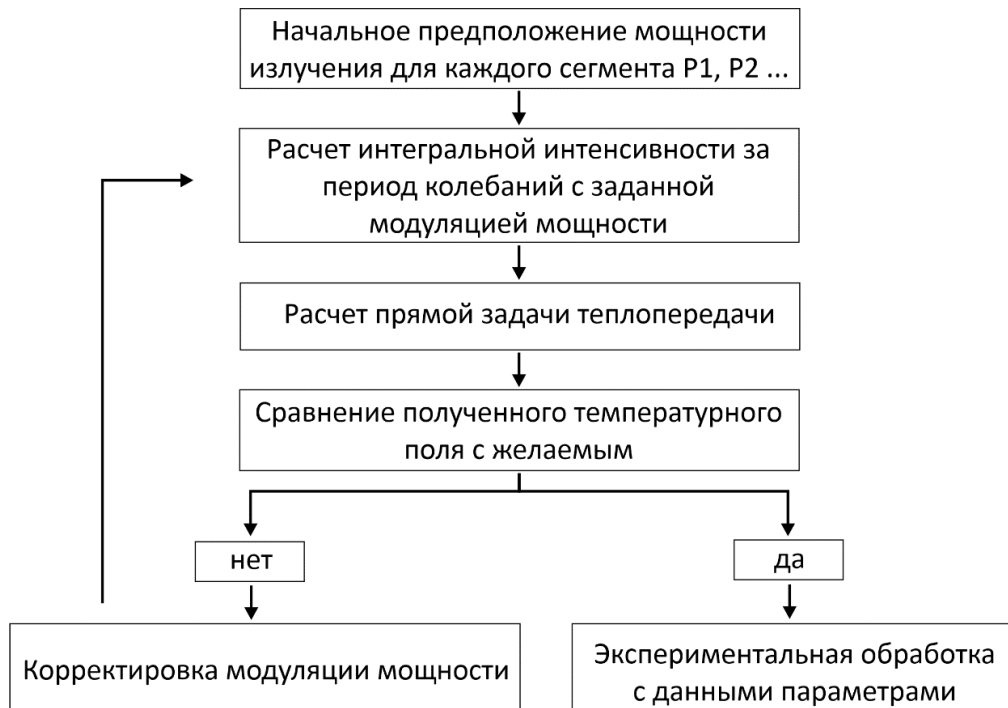 Начальное предположение мощности
излучения для каждого сегмента P1, P2 ...
Расчет интегральной интенсивности за
период колебаний с заданной
модуляцией мощности
Расчет прямой задачи теплопередачи
Сравнение полученного температурного
поля с желаемым
нет
да
Корректировка модуляции мощности
Экспериментальная обработка
с данными параметрами